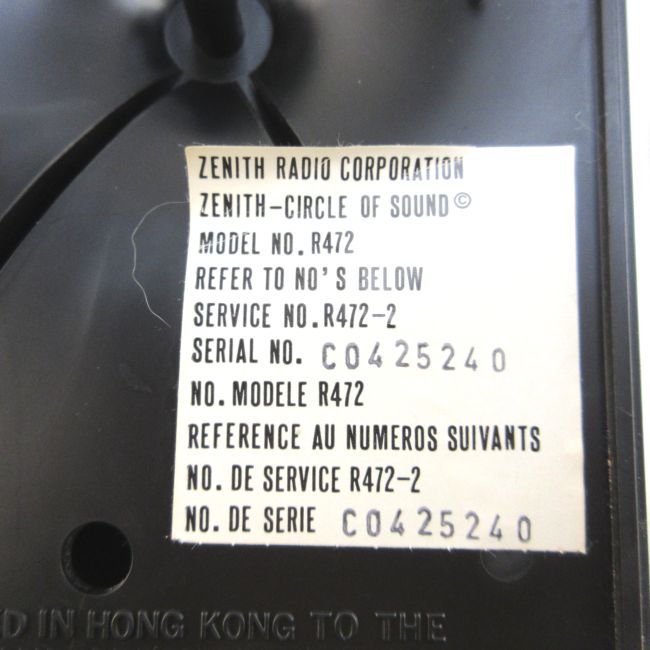 ZENITH RADIO CORPORATION
ZENITH-CIRCLE OF SOUND©
MODEL NO. R472
REFER TO NO'S BELOW
SERVICE NO. R472-2
SERIAL NO. C0425240
NO. MODELE R472
REFERENCE AU NUMEROS SUIVANTS
NO. DE SERVICE R472-2
NO. DE SERIE C0425240
D IN HONG KONG TO THE